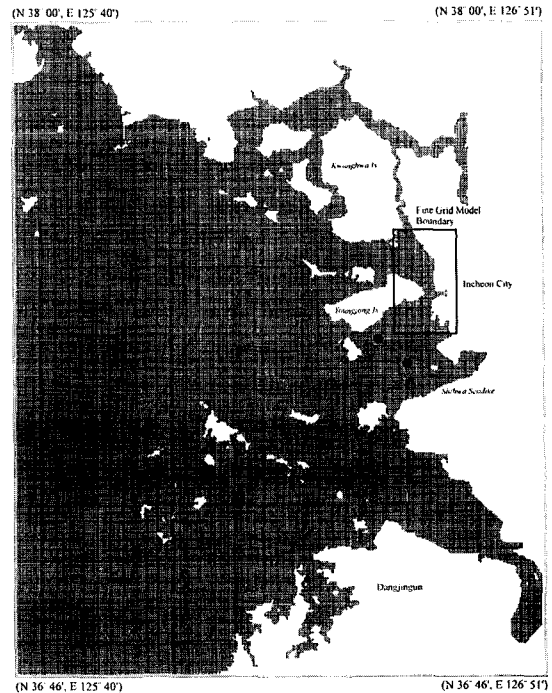 (N 38° 00', E 125° 40')
(N 38° 00', E 126° 51')
Kwanghwa Is
Fine Grid Model
Boundary
Incheon City
Youngjong Is
Shihwa Seadike
Dangjingun
(N 36° 46', E 125° 40')
(N 36° 46', E 126° 51')